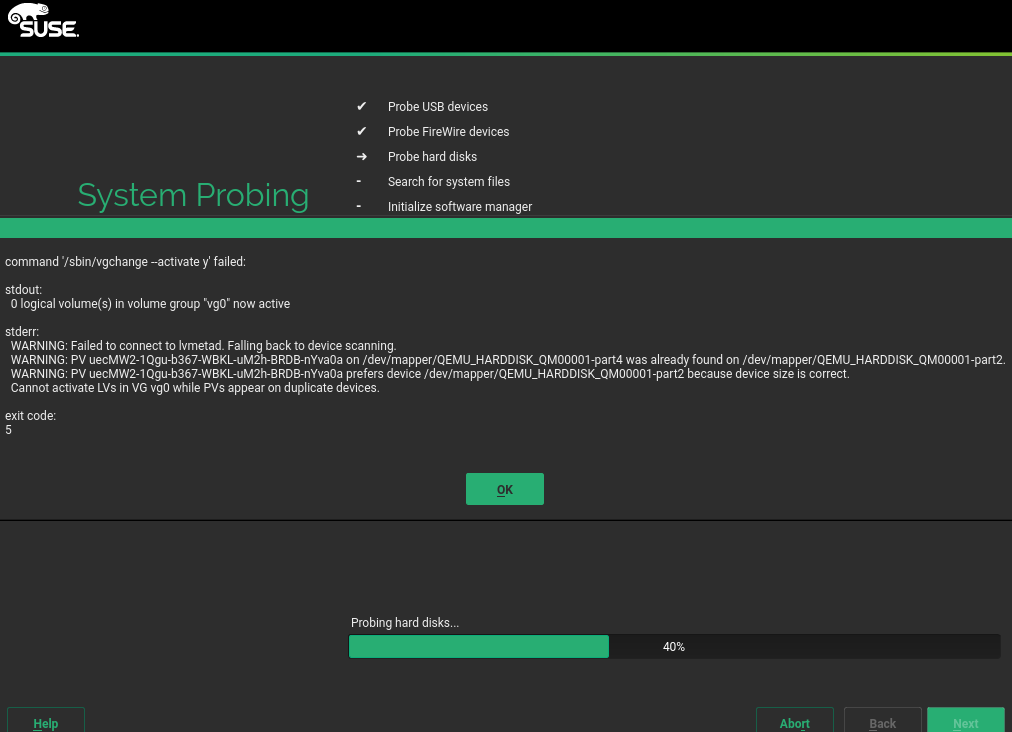 SUSE.
✔ Probe USB devices
✔ Probe FireWire devices
➜ Probe hard disks
- Search for system files
- Initialize software manager
System Probing
command '/sbin/vgchange --activate y' failed:
stdout:
0 logical volume(s) in volume group "vg0" now active
stderr:
WARNING: Failed to connect to lvmetad. Falling back to device scanning.
WARNING: PV uecMW2-1Qgu-b367-WBKL-uM2h-BRDB-nYva0a on /dev/mapper/QEMU_HARDDISK_QM00001-part4 was already found on /dev/mapper/QEMU_HARDDISK_QM00001-part2.
WARNING: PV uecMW2-1Qgu-b367-WBKL-uM2h-BRDB-nYva0a prefers device /dev/mapper/QEMU_HARDDISK_QM00001-part2 because device size is correct.
Cannot activate LVs in VG vg0 while PVs appear on duplicate devices.
exit code:
5
OK
Probing hard disks...
40%
Help Abort Back Next